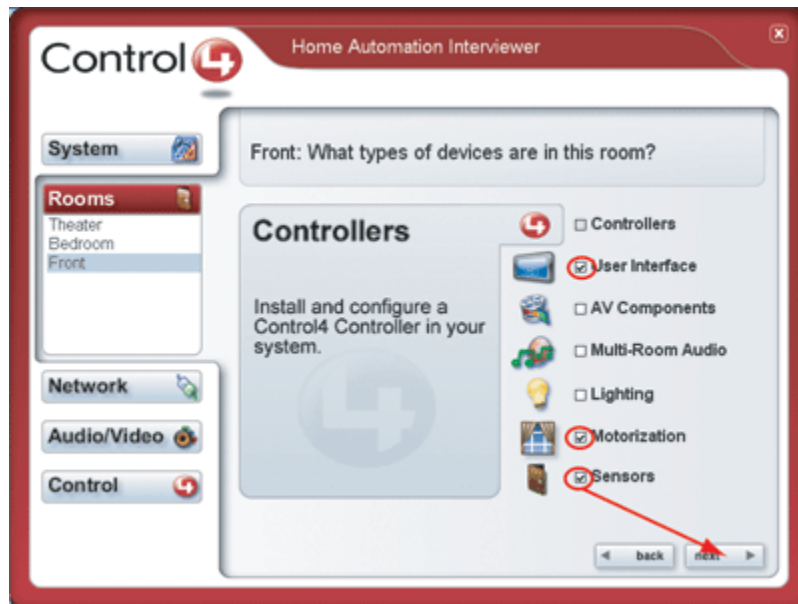 Control4
Home Automation Interviewer
System
Rooms
Theater
Bedroom
Front
Network
Audio/Video
Control
Front: What types of devices are in this room?
Controllers
Install and configure a
Control4 Controller in your
system.
Controllers
User Interface
AV Components
Multi-Room Audio
Lighting
Motorization
Sensors
back
next